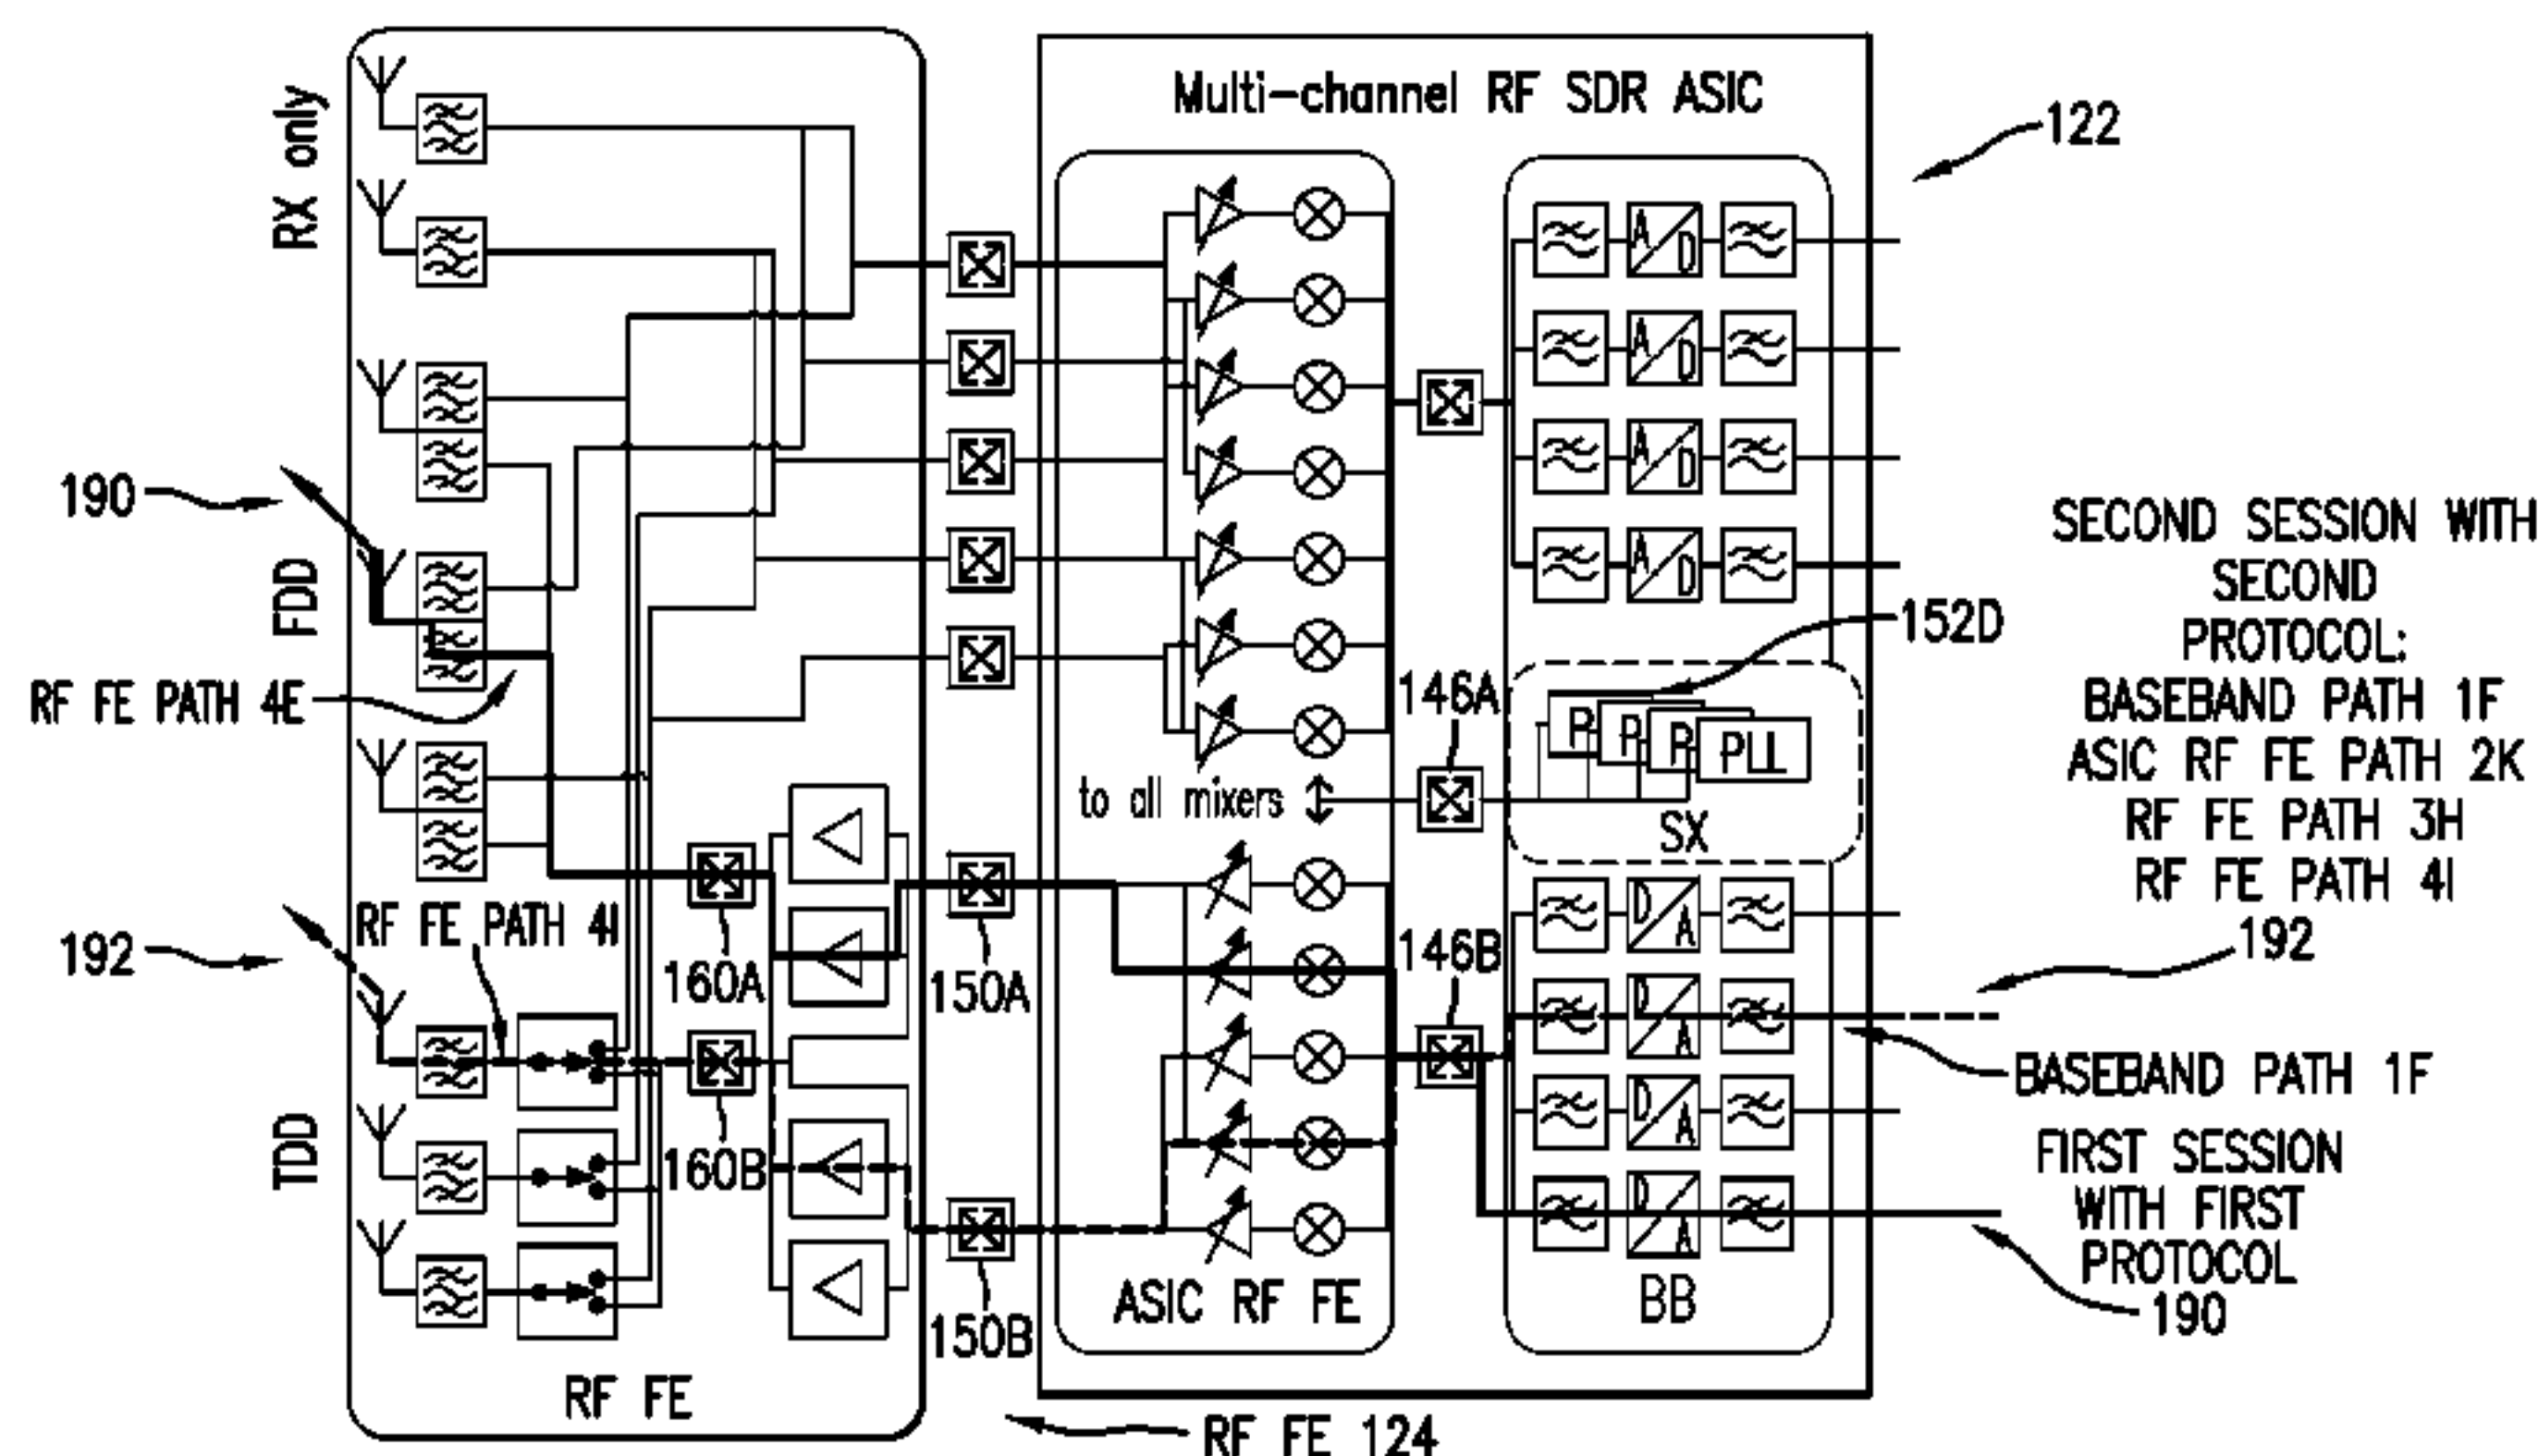 Multi-channel RF SDR ASIC
RX only
122
A/D
A/D
A/D
A/D
190
FDD
RF FE PATH 4E
152D
146A
P P P PLL
to all mixers
SX
SECOND SESSION WITH
SECOND
PROTOCOL:
BASEBAND PATH 1F
ASIC RF FE PATH 2K
RF FE PATH 3H
RF FE PATH 4I
192
192
RF FE PATH 4I
160A
150A
146B
D/A
D/A
D/A
D/A
BASEBAND PATH 1F
TDD
160B
150B
FIRST SESSION
WITH FIRST
PROTOCOL
190
ASIC RF FE
BB
RF FE
RF FE 124